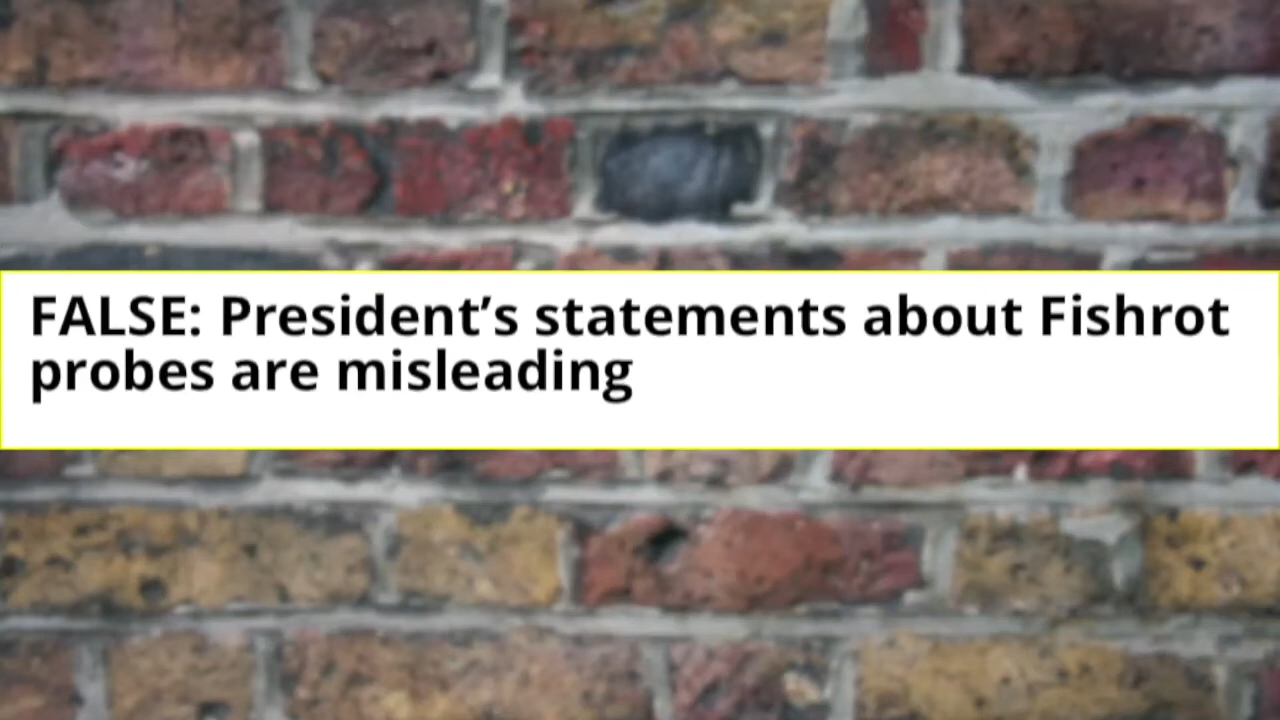 FALSE: President’s statements about Fishrot
probes are misleading